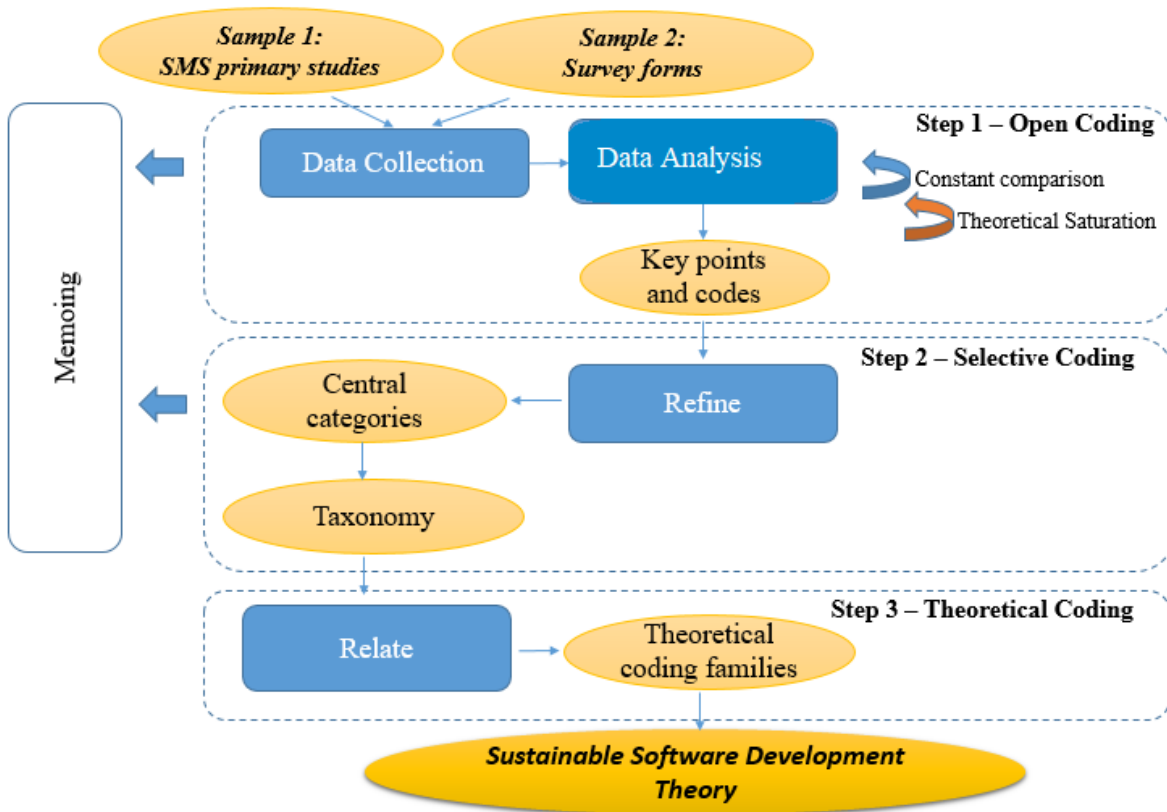 Sample 1:
SMS primary studies
Sample 2:
Survey forms
Step 1 – Open Coding
Data Collection
Data Analysis
Constant comparison
Theoretical Saturation
Key points
and codes
Memoing
Step 2 – Selective Coding
Central
categories
Refine
Taxonomy
Step 3 – Theoretical Coding
Relate
Theoretical
coding families
Sustainable Software Development
Theory